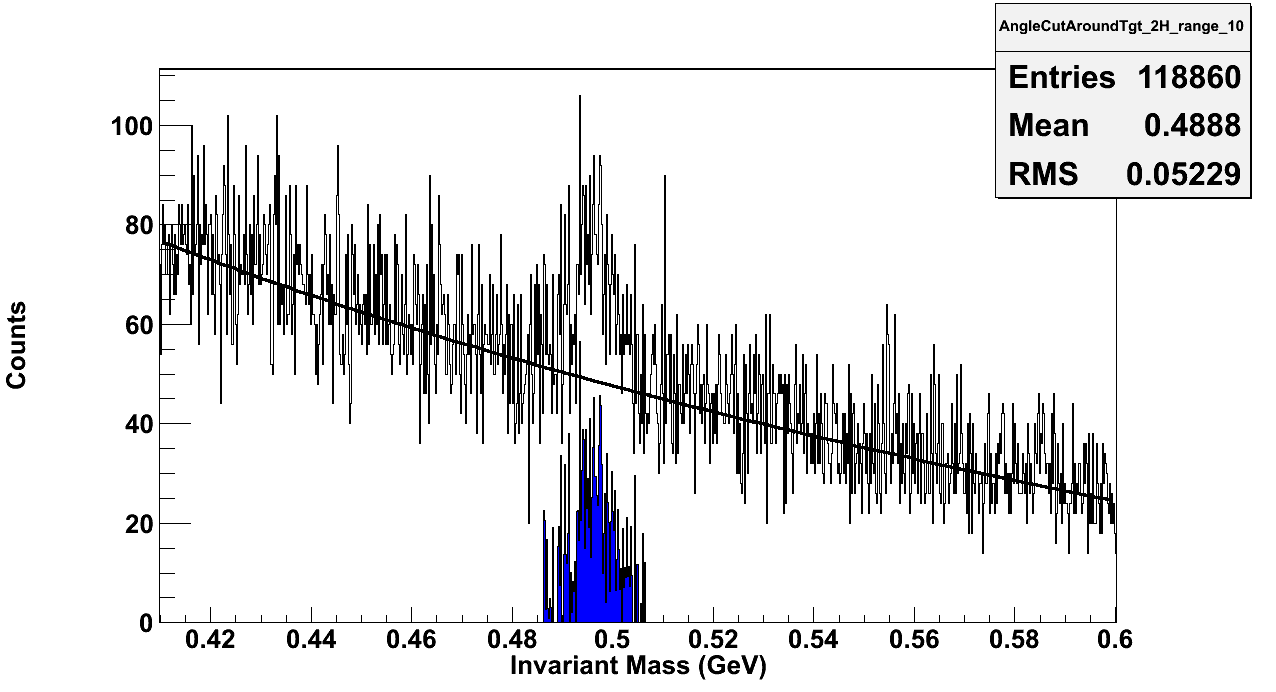 AngleCutAroundTgt_2H_range_10
Entries 118860
Mean 0.4888
RMS 0.05229
Counts
100
80
60
40
20
0
0.42 0.44 0.46 0.48 0.5 0.52 0.54 0.56 0.58 0.6
Invariant Mass (GeV)